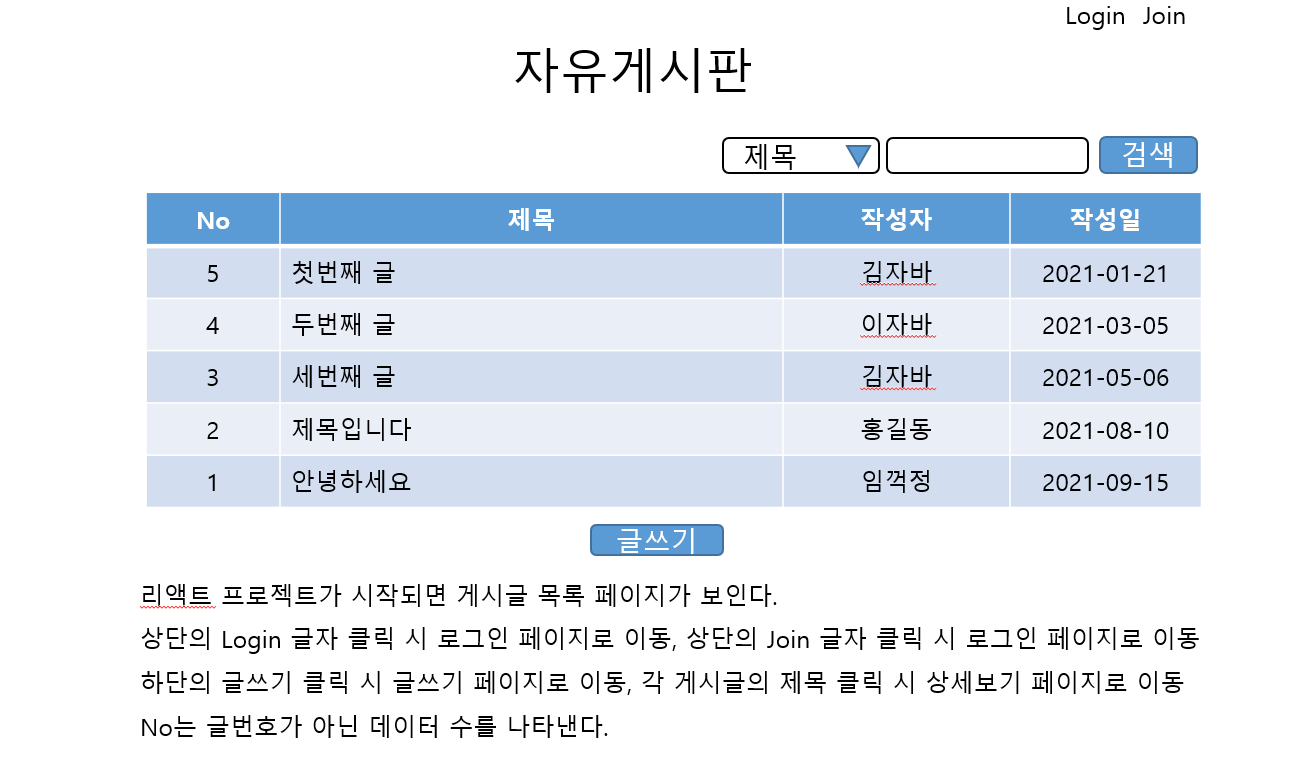 Login Join
자유게시판
제목 검색
No 제목 작성자 작성일
5 첫번째 글 김자바 2021-01-21
4 두번째 글 이자바 2021-03-05
3 세번째 글 김자바 2021-05-06
2 제목입니다 홍길동 2021-08-10
1 안녕하세요 임꺽정 2021-09-15
글쓰기
리액트 프로젝트가 시작되면 게시글 목록 페이지가 보인다.
상단의 Login 글자 클릭 시 로그인 페이지로 이동, 상단의 Join 글자 클릭 시 로그인 페이지로 이동
하단의 글쓰기 클릭 시 글쓰기 페이지로 이동, 각 게시글의 제목 클릭 시 상세보기 페이지로 이동
No는 글번호가 아닌 데이터 수를 나타낸다.